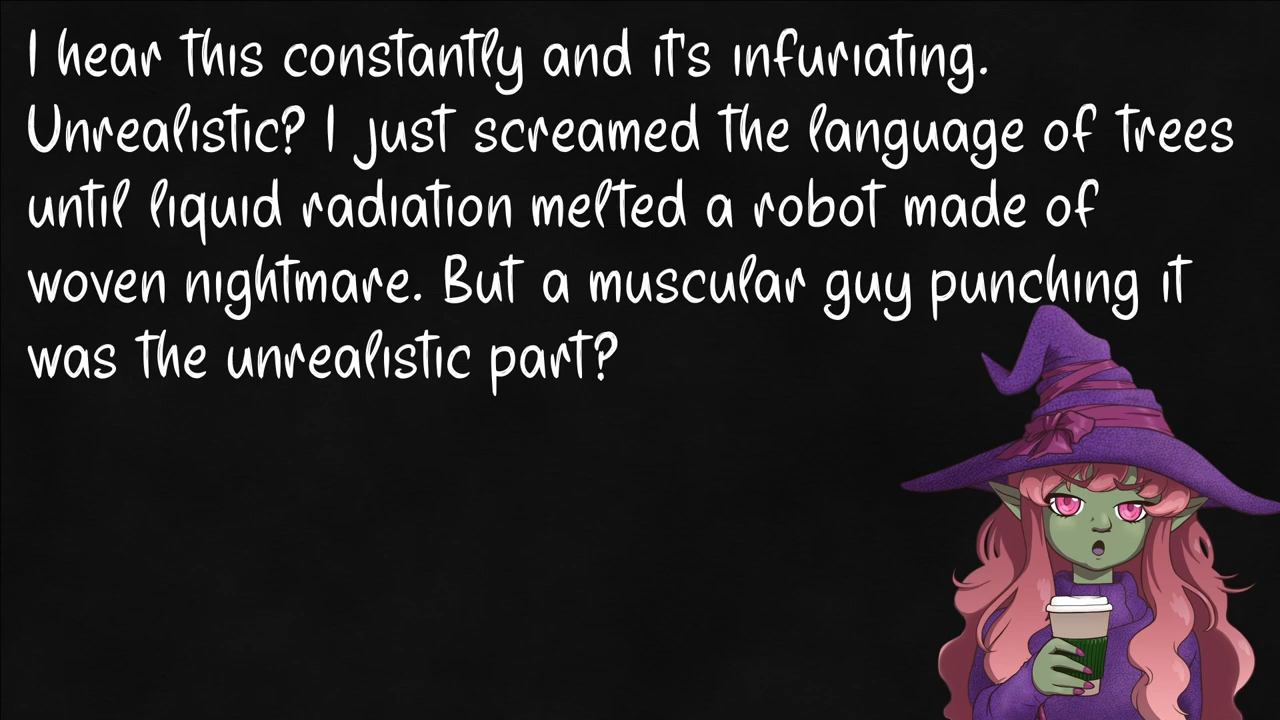 I hear this constantly and it's infuriating.
Unrealistic? I just screamed the language of trees
until liquid radiation melted a robot made of
woven nightmare. But a muscular guy punching it
was the unrealistic part?